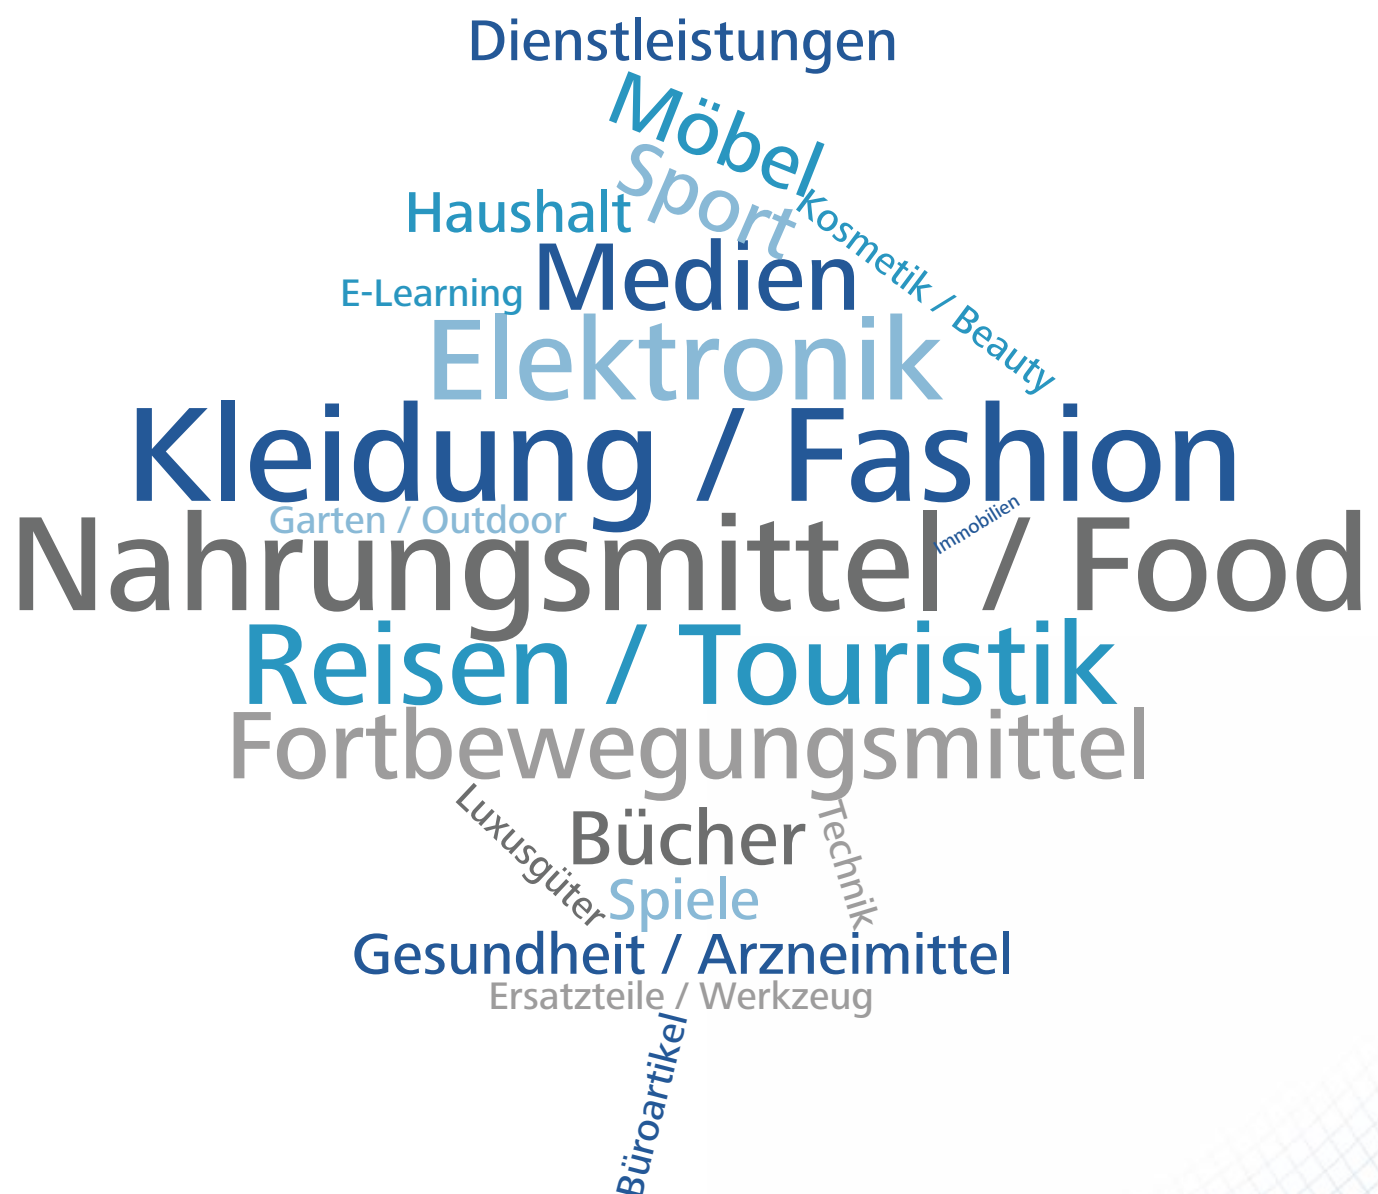 Dienstleistungen
Möbel
Sport
Haushalt
Kosmetik / Beauty
Medien
E-Learning
Elektronik
Kleidung / Fashion
Garten / Outdoor
Immobilien
Nahrungsmittel / Food
Reisen / Touristik
Fortbewegungsmittel
Luxusgüter
Bücher
Technik
Spiele
Gesundheit / Arzneimittel
Ersatzteile / Werkzeug
Büroartikel